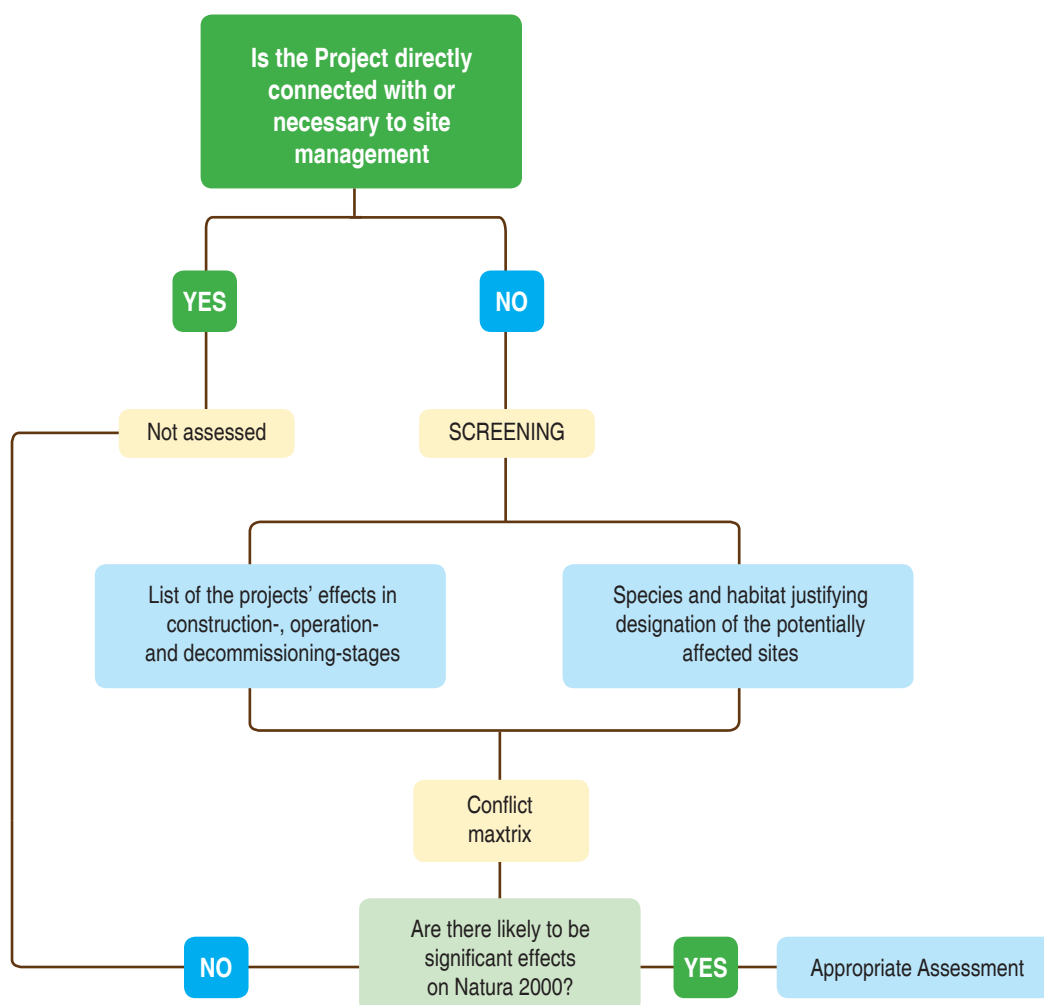 Is the Project directly
connected with or
necessary to site
management
YES
NO
Not assessed
SCREENING
List of the projects’ effects in
construction-, operation-
and decommissioning-stages
Species and habitat justifying
designation of the potentially
affected sites
Conflict
maxtrix
Are there likely to be
significant effects
on Natura 2000?
NO
YES
Appropriate Assessment